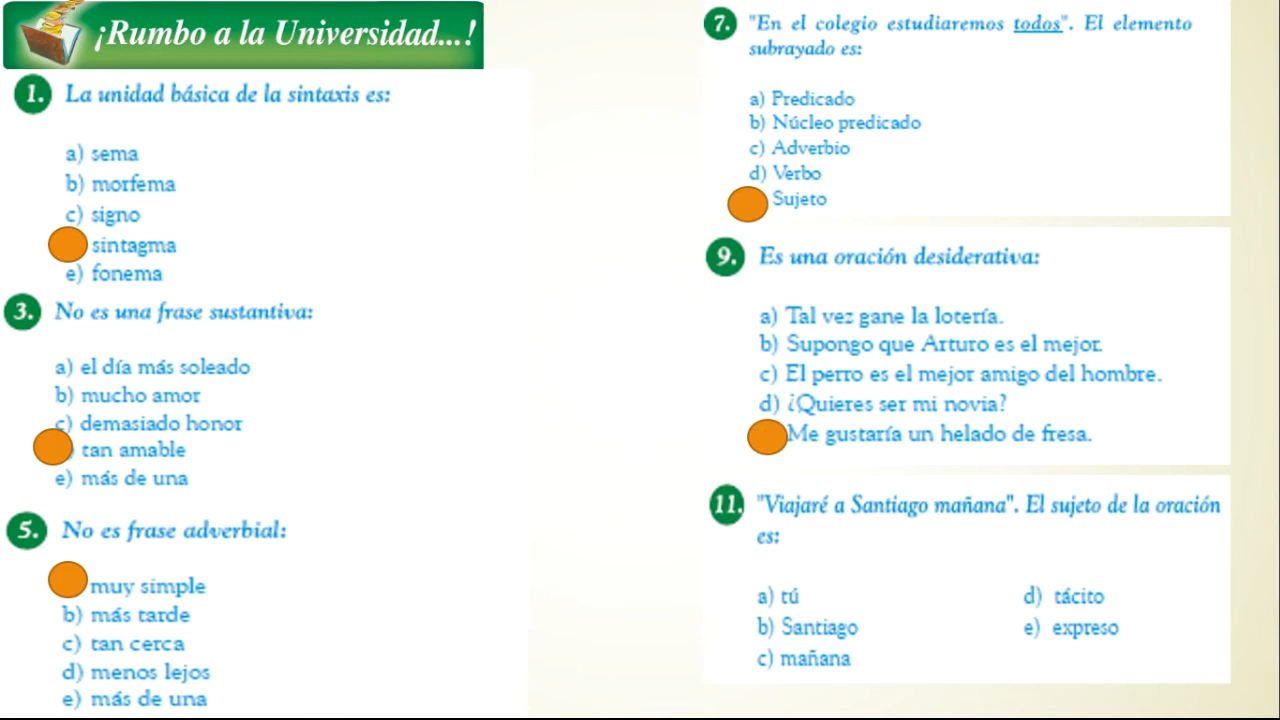 ¡Rumbo a la Universidad...!
1. La unidad básica de la sintaxis es:
a) sema
b) morfema
c) signo
sintagma
e) fonema
3. No es una frase sustantiva:
a) el día más soleado
b) mucho amor
c) demasiado honor
) tan amable
e) más de una
5. No es frase adverbial:
muy simple
b) más tarde
c) tan cerca
d) menos lejos
e) más de una
7. "En el colegio estudiaremos todos". El elemento
subrayado es:
a) Predicado
b) Núcleo predicado
c) Adverbio
d) Verbo
Sujeto
9. Es una oración desiderativa:
a) Tal vez gane la lotería.
b) Supongo que Arturo es el mejor.
c) El perro es el mejor amigo del hombre.
d) ¿Quieres ser mi novia?
Me gustaría un helado de fresa.
11. "Viajaré a Santiago mañana". El sujeto de la oración
es:
a) tú
b) Santiago
c) mañana
d) tácito
e) expreso